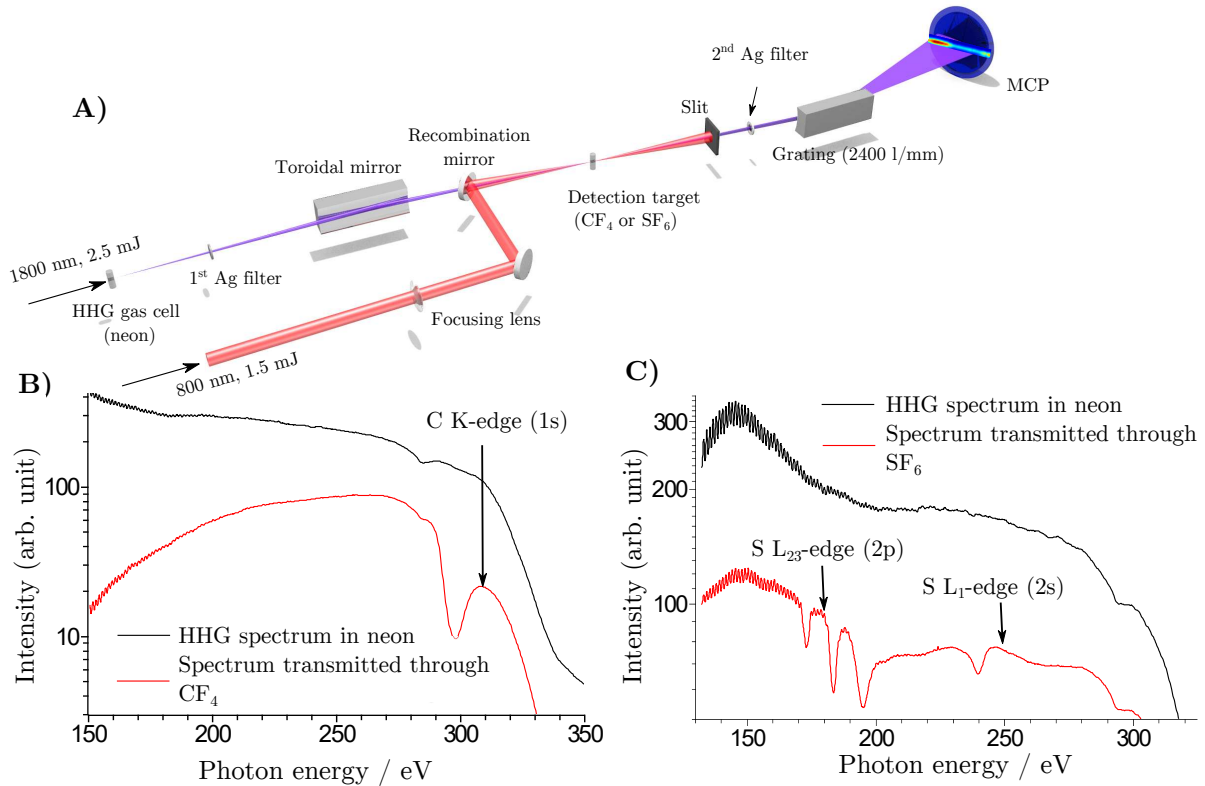 A)
2nd Ag filter
MCP
Slit
Grating (2400 l/mm)
Recombination
mirror
Toroidal mirror
Detection target
(CF4 or SF6)
1800 nm, 2.5 mJ
1st Ag filter
HHG gas cell
(neon)
Focusing lens
800 nm, 1.5 mJ
B)
C K-edge (1s)
100
10
Intensity (arb. unit)
HHG spectrum in neon
Spectrum transmitted through
CF4
150 200 250 300 350
Photon energy / eV
C)
HHG spectrum in neon
Spectrum transmitted through
SF6
300
200
100
Intensity (arb. unit)
S L23-edge (2p)
S L1-edge (2s)
150 200 250 300
Photon energy / eV